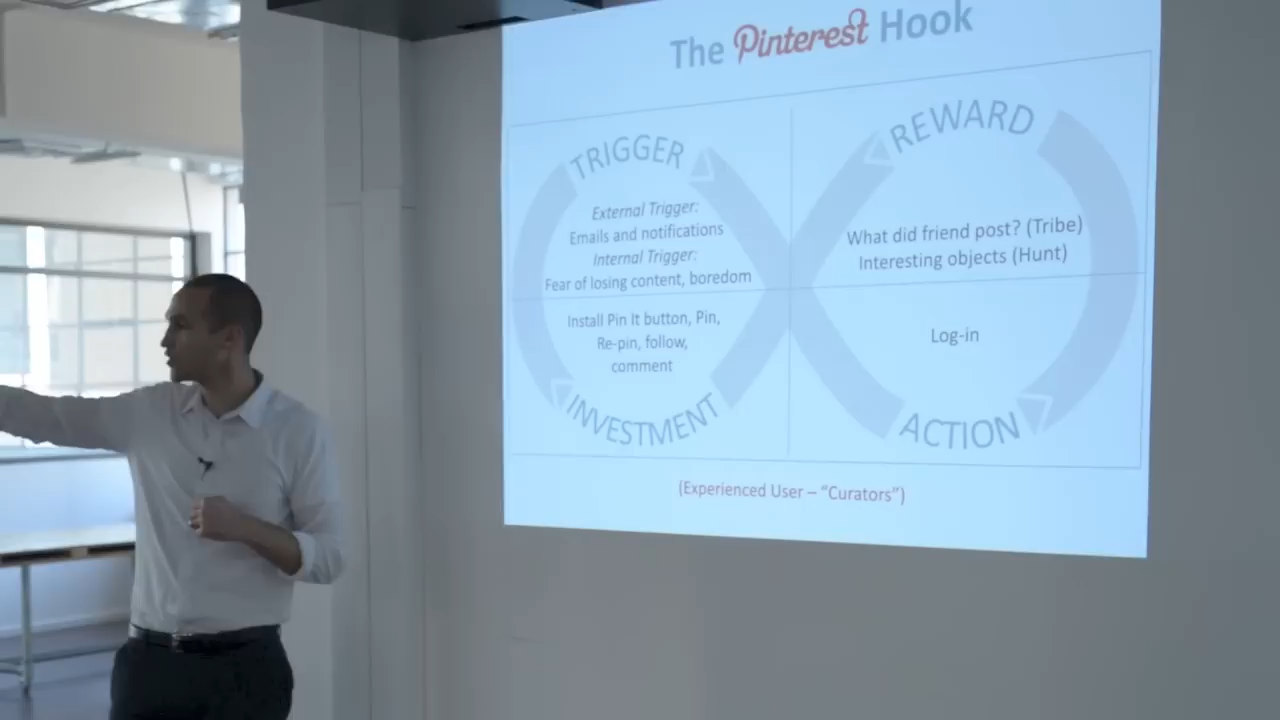 The Pinterest Hook
TRIGGER
External Trigger:
Emails and notifications
Internal Trigger:
Fear of losing content, boredom
REWARD
What did friend post? (Tribe)
Interesting objects (Hunt)
Install Pin It button, Pin,
Re-pin, follow,
comment
INVESTMENT
Log-in
ACTION
(Experienced User – “Curators”)